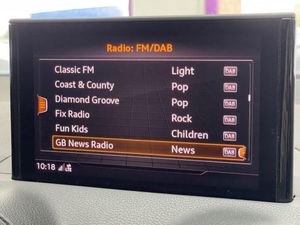 Radio: FM/DAB
Classic FM Light DAB
Coast & County Pop DAB
Diamond Groove Pop DAB
Fix Radio Rock DAB
Fun Kids Children DAB
GB News Radio News DAB
10:18